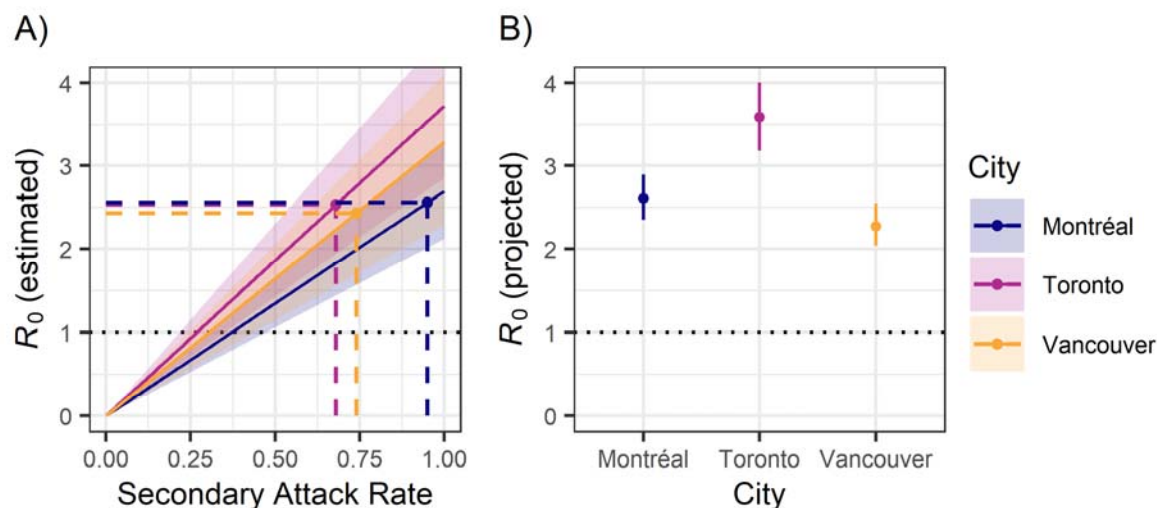 A)
4
3
2
1
0
R0 (estimated)
0.00 0.25 0.50 0.75 1.00
Secondary Attack Rate
B)
4
3
2
1
0
R0 (projected)
Montréal Toronto Vancouver
City
City
Montréal
Toronto
Vancouver